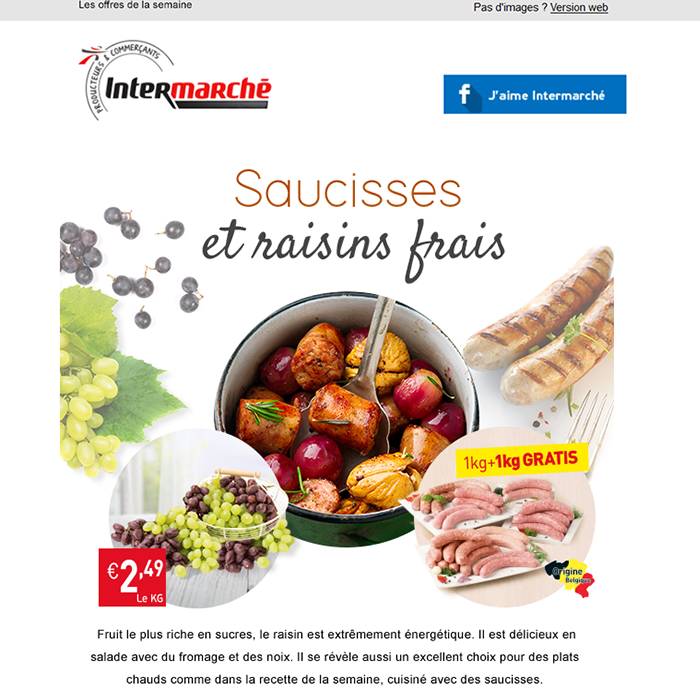 Les offres de la semaine
Pas d'images ? Version web
PRODUCTEURS & COMMERÇANTS
Intermarchē
f J'aime Intermarché
Saucisses
et raisins frais
1kg+1kg GRATIS
€2,49
Le KG
Origine
Belgique
Fruit le plus riche en sucres, le raisin est extrêmement énergétique. Il est délicieux en
salade avec du fromage et des noix. Il se révèle aussi un excellent choix pour des plats
chauds comme dans la recette de la semaine, cuisiné avec des saucisses.